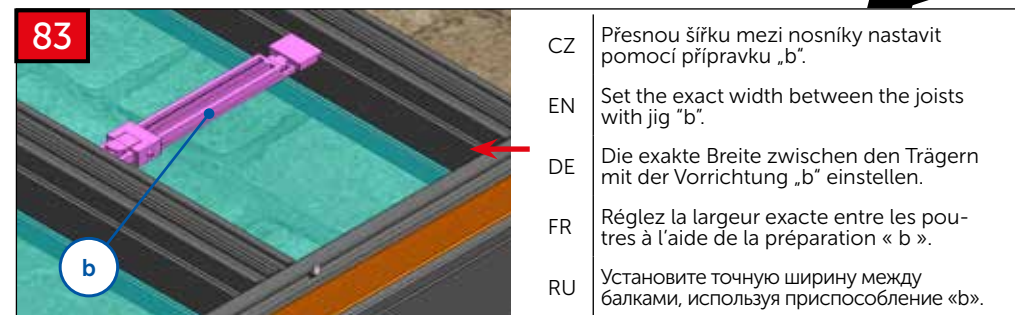 83
b
CZ
Přesnou šířku mezi nosníky nastavit
pomocí přípravku „b“.
EN
Set the exact width between the joists
with jig “b”.
DE
Die exakte Breite zwischen den Trägern
mit der Vorrichtung „b“ einstellen.
FR
Réglez la largeur exacte entre les pou-
tres à l'aide de la préparation « b ».
RU
Установите точную ширину между
балками, используя приспособление «b».